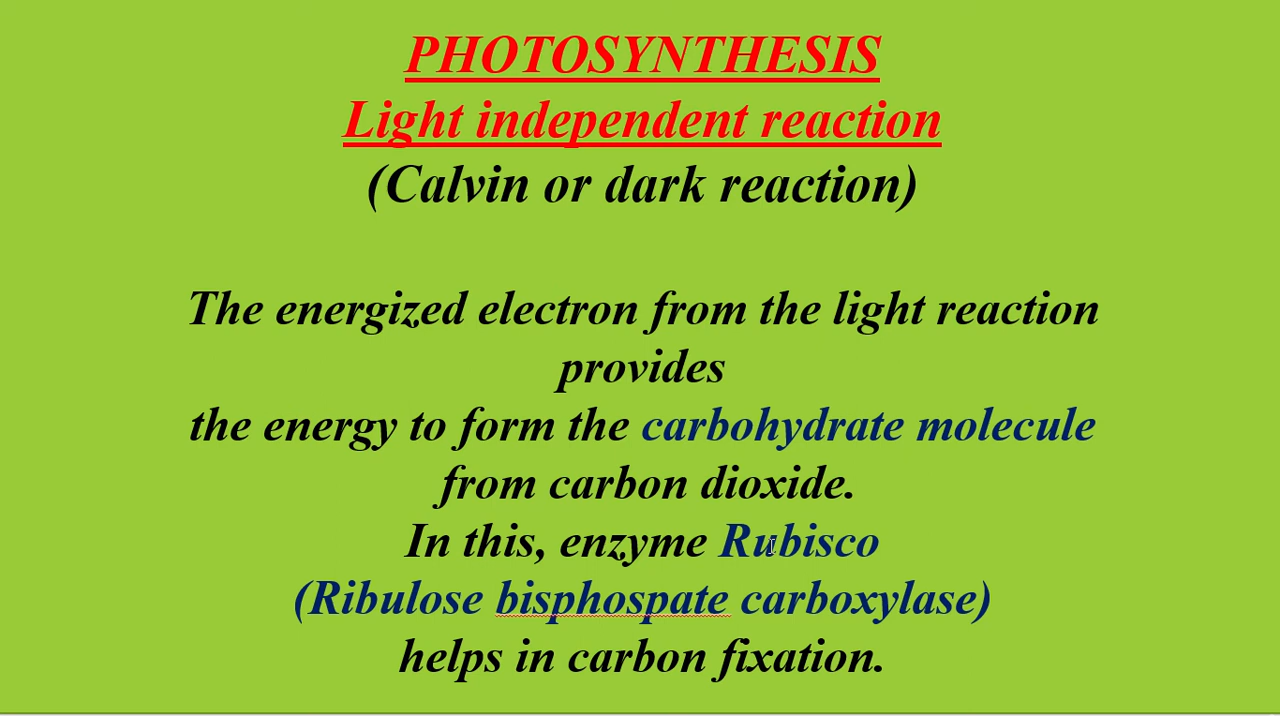 PHOTOSYNTHESIS
Light independent reaction
(Calvin or dark reaction)
The energized electron from the light reaction
provides
the energy to form the carbohydrate molecule
from carbon dioxide.
In this, enzyme Rubisco
(Ribulose bisphospate carboxylase)
helps in carbon fixation.